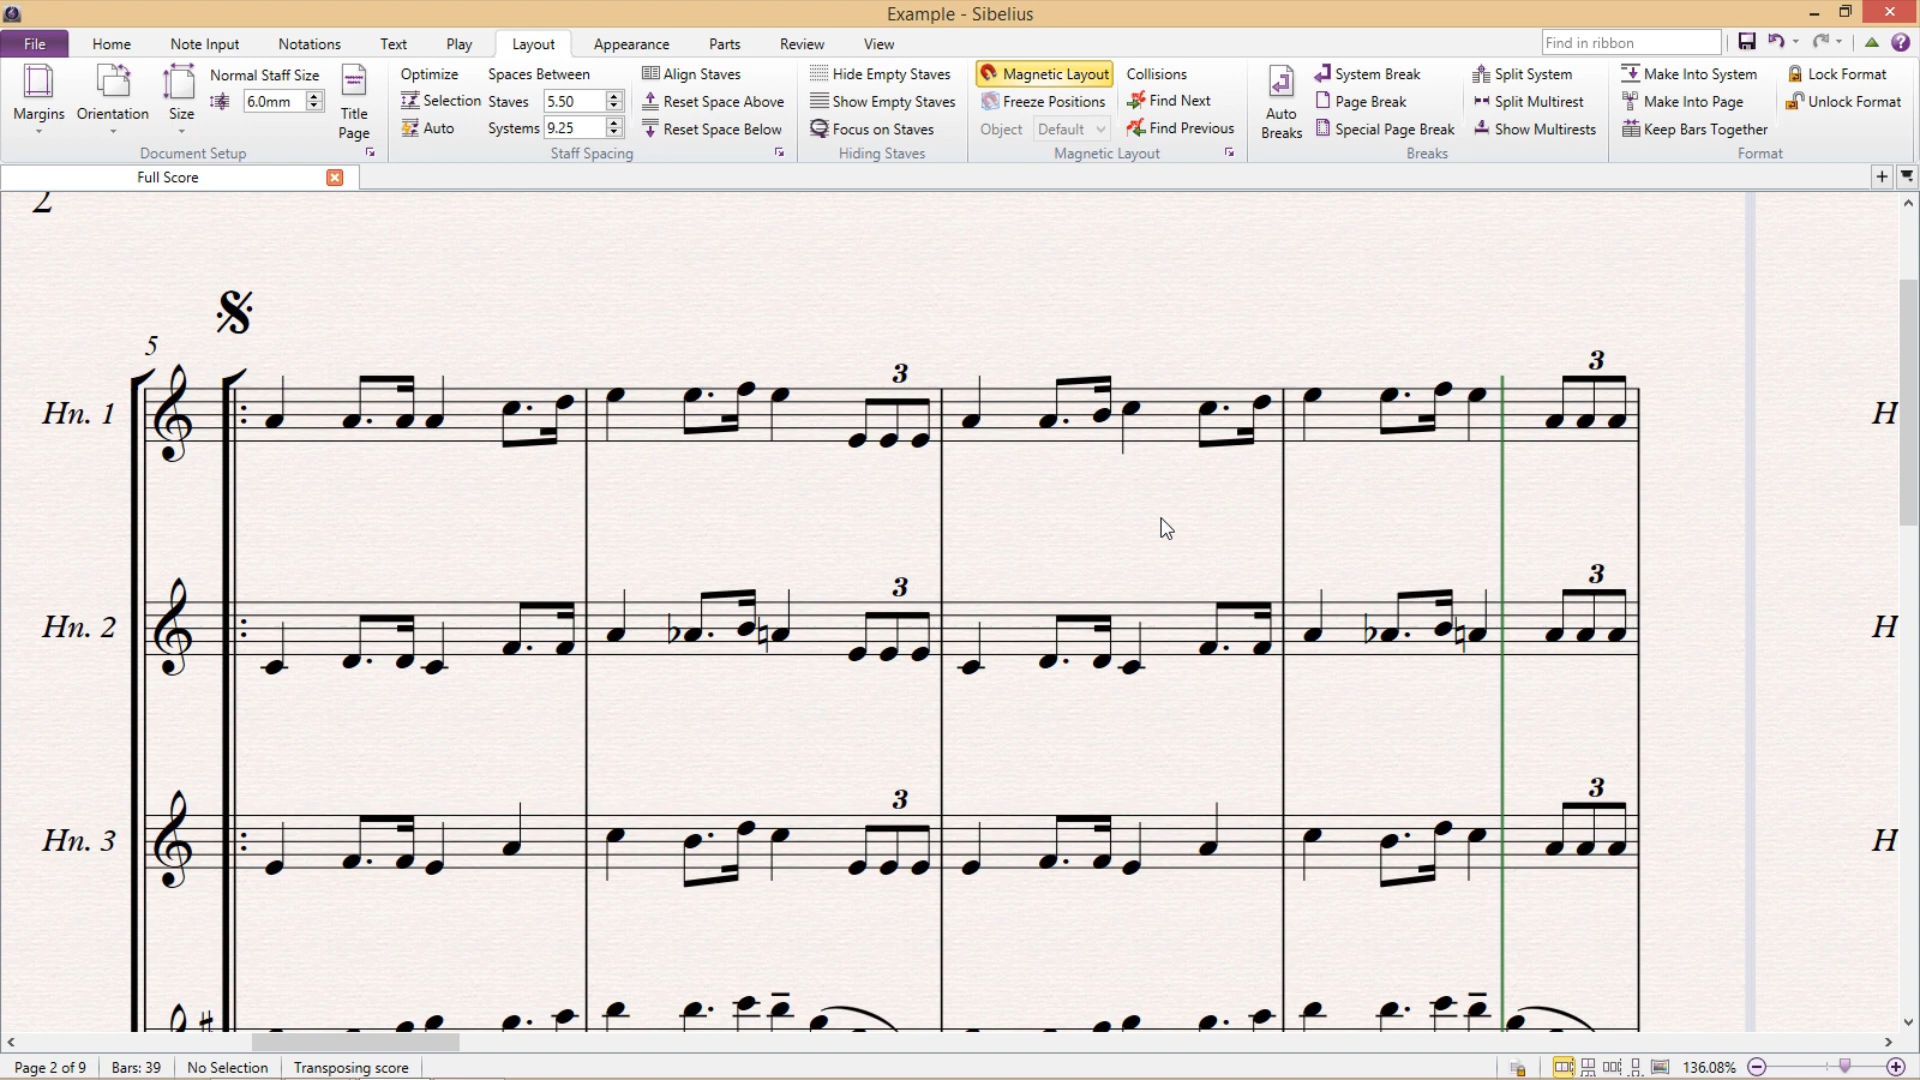 Example - Sibelius
File Home Note Input Notations Text Play Layout Appearance Parts Review View Find in ribbon
Margins Orientation Size Normal Staff Size 6.0mm Title Page
Document Setup
Optimize Spaces Between
Selection Staves 5.50
Auto Systems 9.25
Align Staves
Reset Space Above
Reset Space Below
Staff Spacing
Hide Empty Staves
Show Empty Staves
Focus on Staves
Hiding Staves
Magnetic Layout Collisions
Freeze Positions Find Next
Object Default Find Previous
Magnetic Layout
Auto Breaks
System Break Split System
Page Break Split Multirest
Special Page Break Show Multirests
Breaks
Make Into System Lock Format
Make Into Page Unlock Format
Keep Bars Together
Format
Full Score
2
5
3 3
Hn. 1 H
3 3
Hn. 2 H
3 3
Hn. 3 H
Page 2 of 9 Bars: 39 No Selection Transposing score 136.08%